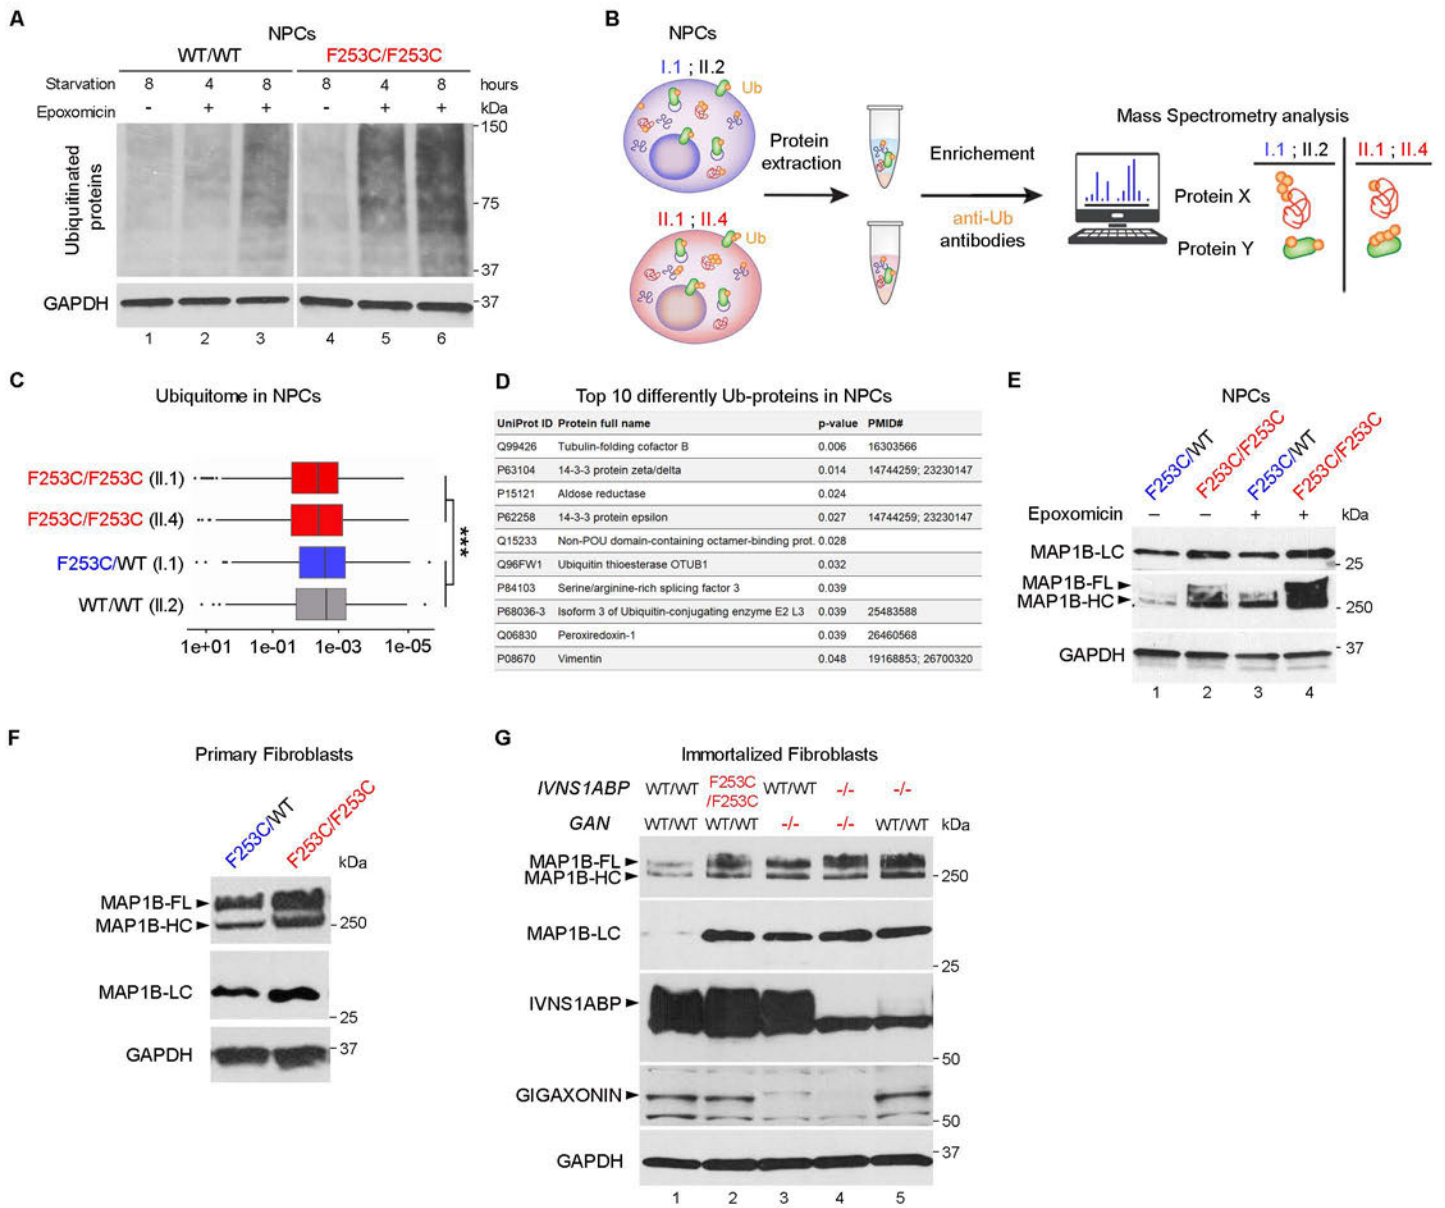 A
NPCs
WT/WT F253C/F253C
Starvation 8 4 8 8 4 8 hours
Epoxomicin - + + - + + kDa
Ubiquitinated
proteins
150
75
37
GAPDH
37
1 2 3 4 5 6
B
NPCs
I.1 ; II.2
Ub
II.1 ; II.4
Ub
Protein
extraction
Enrichement
anti-Ub
antibodies
Mass Spectrometry analysis
I.1 ; II.2 II.1 ; II.4
Protein X
Protein Y
C
Ubiquitome in NPCs
F253C/F253C (II.1)
F253C/F253C (II.4)
F253C/WT (I.1)
WT/WT (II.2)
***
1e+01 1e-01 1e-03 1e-05
D
Top 10 differently Ub-proteins in NPCs
UniProt ID Protein full name p-value PMID#
Q99426 Tubulin-folding cofactor B 0.006 16303566
P63104 14-3-3 protein zeta/delta 0.014 14744259; 23230147
P15121 Aldose reductase 0.024
P62258 14-3-3 protein epsilon 0.027 14744259; 23230147
Q15233 Non-POU domain-containing octamer-binding prot. 0.028
Q96FW1 Ubiquitin thioesterase OTUB1 0.032
P84103 Serine/arginine-rich splicing factor 3 0.039
P68036-3 Isoform 3 of Ubiquitin-conjugating enzyme E2 L3 0.039 25483588
Q06830 Peroxiredoxin-1 0.039 26460568
P08670 Vimentin 0.048 19168853; 26700320
E
NPCs
F253C/WT F253C/F253C F253C/WT F253C/F253C
Epoxomicin – – + + kDa
MAP1B-LC
25
MAP1B-FL
MAP1B-HC
250
GAPDH
37
1 2 3 4
F
Primary Fibroblasts
F253C/WT F253C/F253C
kDa
MAP1B-FL
MAP1B-HC
250
MAP1B-LC
25
GAPDH
37
G
Immortalized Fibroblasts
IVNS1ABP WT/WT F253C/F253C WT/WT -/- -/-
GAN WT/WT WT/WT -/- -/- WT/WT kDa
MAP1B-FL
MAP1B-HC
250
MAP1B-LC
25
IVNS1ABP
50
GIGAXONIN
50
GAPDH
37
1 2 3 4 5